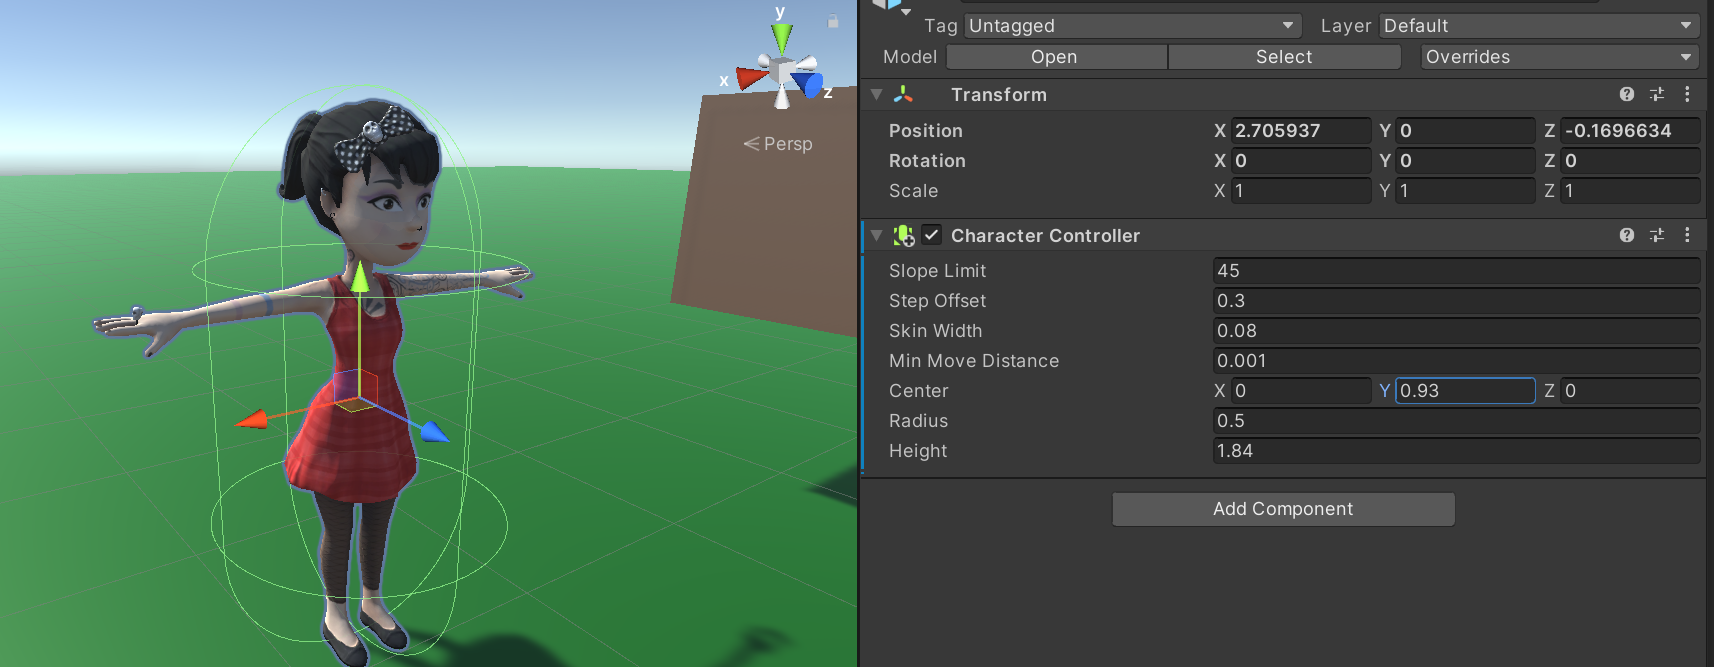 y
x
z
Persp
Tag Untagged Layer Default
Model Open Select Overrides
Transform
Position X 2.705937 Y 0 Z -0.1696634
Rotation X 0 Y 0 Z 0
Scale X 1 Y 1 Z 1
Character Controller
Slope Limit 45
Step Offset 0.3
Skin Width 0.08
Min Move Distance 0.001
Center X 0 Y 0.93 Z 0
Radius 0.5
Height 1.84
Add Component